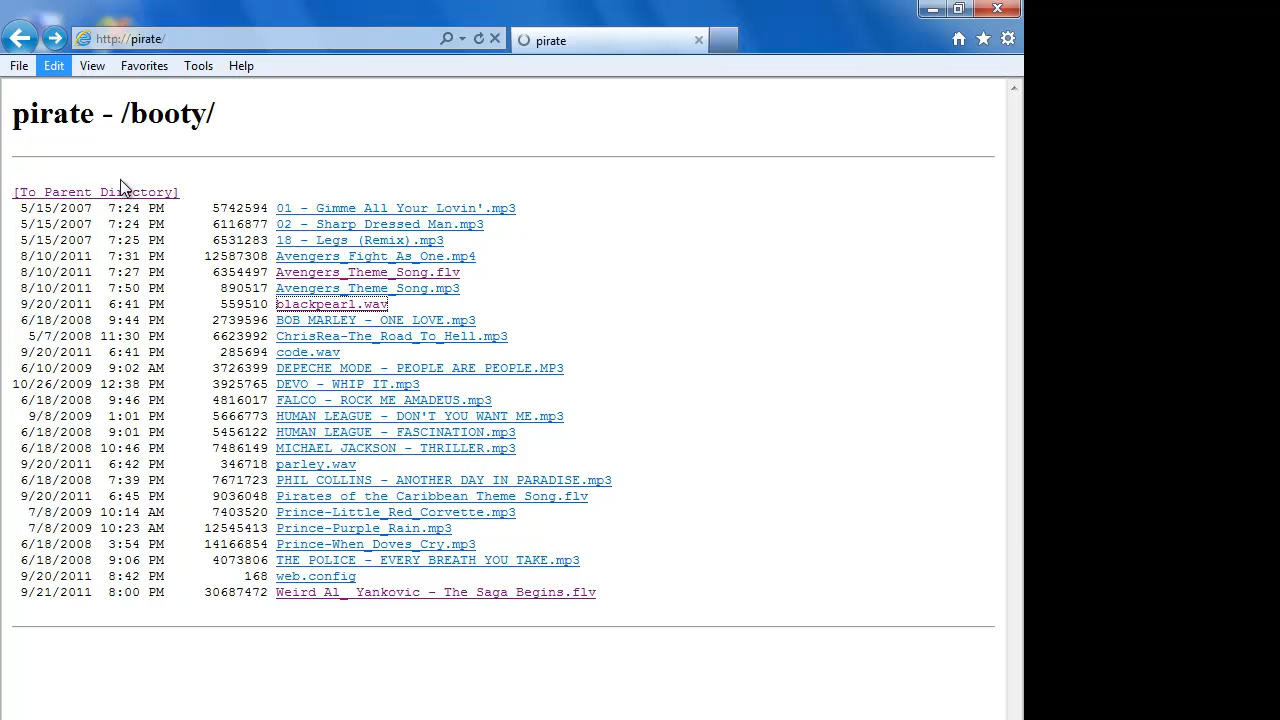 http://pirate/
pirate
File Edit View Favorites Tools Help
pirate - /booty/
[To Parent Directory]
5/15/2007 7:24 PM 5742594 01 - Gimme All Your Lovin'.mp3
5/15/2007 7:24 PM 6116877 02 - Sharp Dressed Man.mp3
5/15/2007 7:25 PM 6531283 18 - Legs (Remix).mp3
8/10/2011 7:31 PM 12587308 Avengers_Fight_As_One.mp4
8/10/2011 7:27 PM 6354497 Avengers_Theme_Song.flv
8/10/2011 7:50 PM 890517 Avengers_Theme_Song.mp3
9/20/2011 6:41 PM 559510 blackpearl.wav
6/18/2008 9:44 PM 2739596 BOB MARLEY - ONE LOVE.mp3
5/7/2008 11:30 PM 6623992 ChrisRea-The_Road_To_Hell.mp3
9/20/2011 6:41 PM 285694 code.wav
6/10/2009 9:02 AM 3726399 DEPECHE MODE - PEOPLE ARE PEOPLE.MP3
10/26/2009 12:38 PM 3925765 DEVO - WHIP IT.mp3
6/18/2008 9:46 PM 4816017 FALCO - ROCK ME AMADEUS.mp3
9/8/2009 1:01 PM 5666773 HUMAN LEAGUE - DON'T YOU WANT ME.mp3
6/18/2008 9:01 PM 5456122 HUMAN LEAGUE - FASCINATION.mp3
6/18/2008 10:46 PM 7486149 MICHAEL JACKSON - THRILLER.mp3
9/20/2011 6:42 PM 346718 parley.wav
6/18/2008 7:39 PM 7671723 PHIL COLLINS - ANOTHER DAY IN PARADISE.mp3
9/20/2011 6:45 PM 9036048 Pirates of the Caribbean Theme Song.flv
7/8/2009 10:14 AM 7403520 Prince-Little_Red_Corvette.mp3
7/8/2009 10:23 AM 12545413 Prince-Purple_Rain.mp3
6/18/2008 3:54 PM 14166854 Prince-When_Doves_Cry.mp3
6/18/2008 9:06 PM 4073806 THE POLICE - EVERY BREATH YOU TAKE.mp3
9/20/2011 8:42 PM 168 web.config
9/21/2011 8:00 PM 30687472 Weird Al_ Yankovic - The Saga Begins.flv